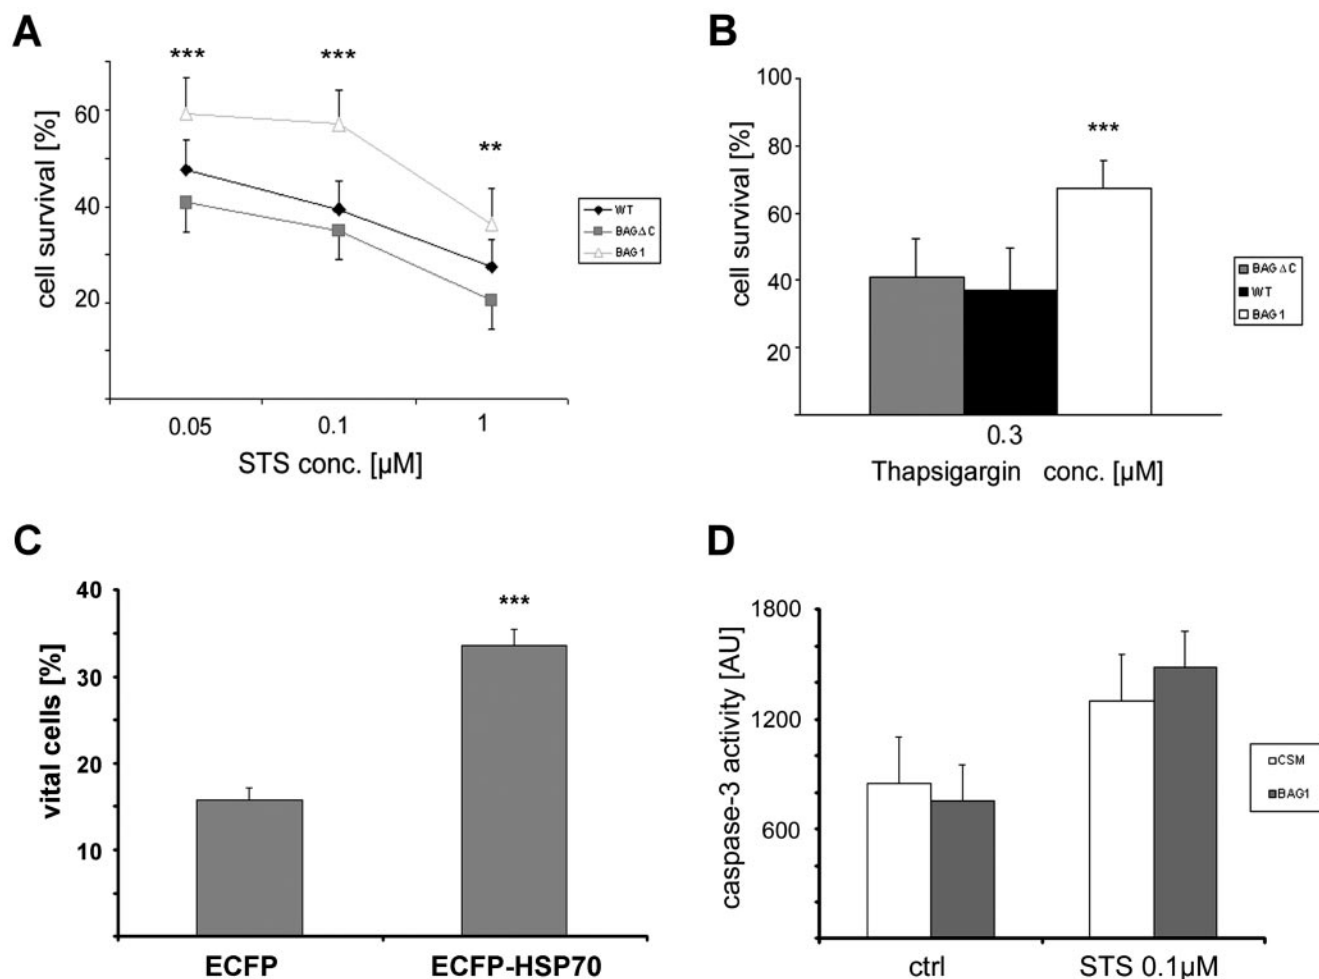 A
***
***
**
cell survival [%]
60
40
20
0.05
0.1
1
STS conc. [µM]
WT
BAGΔC
BAG1
B
100
80
60
40
20
cell survival [%]
***
0.3
Thapsigargin conc. [µM]
BAGΔC
WT
BAG1
C
40
30
20
10
vital cells [%]
***
ECFP
ECFP-HSP70
D
1800
1200
600
caspase-3 activity [AU]
ctrl
STS 0.1µM
CSM
BAG1